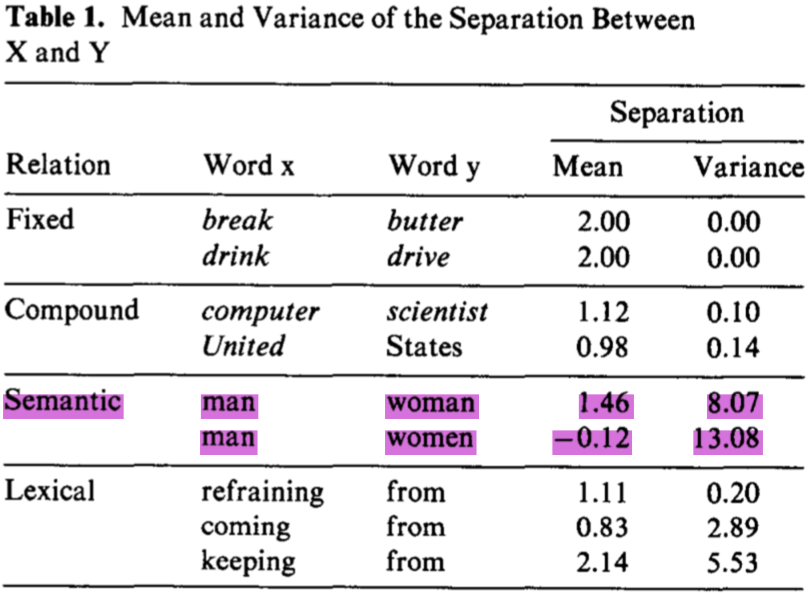 Table 1. Mean and Variance of the Separation Between
X and Y
Separation
Relation Word x Word y Mean Variance
Fixed break butter 2.00 0.00
drink drive 2.00 0.00
Compound computer scientist 1.12 0.10
United States 0.98 0.14
Semantic man woman 1.46 8.07
man women −0.12 13.08
Lexical refraining from 1.11 0.20
coming from 0.83 2.89
keeping from 2.14 5.53